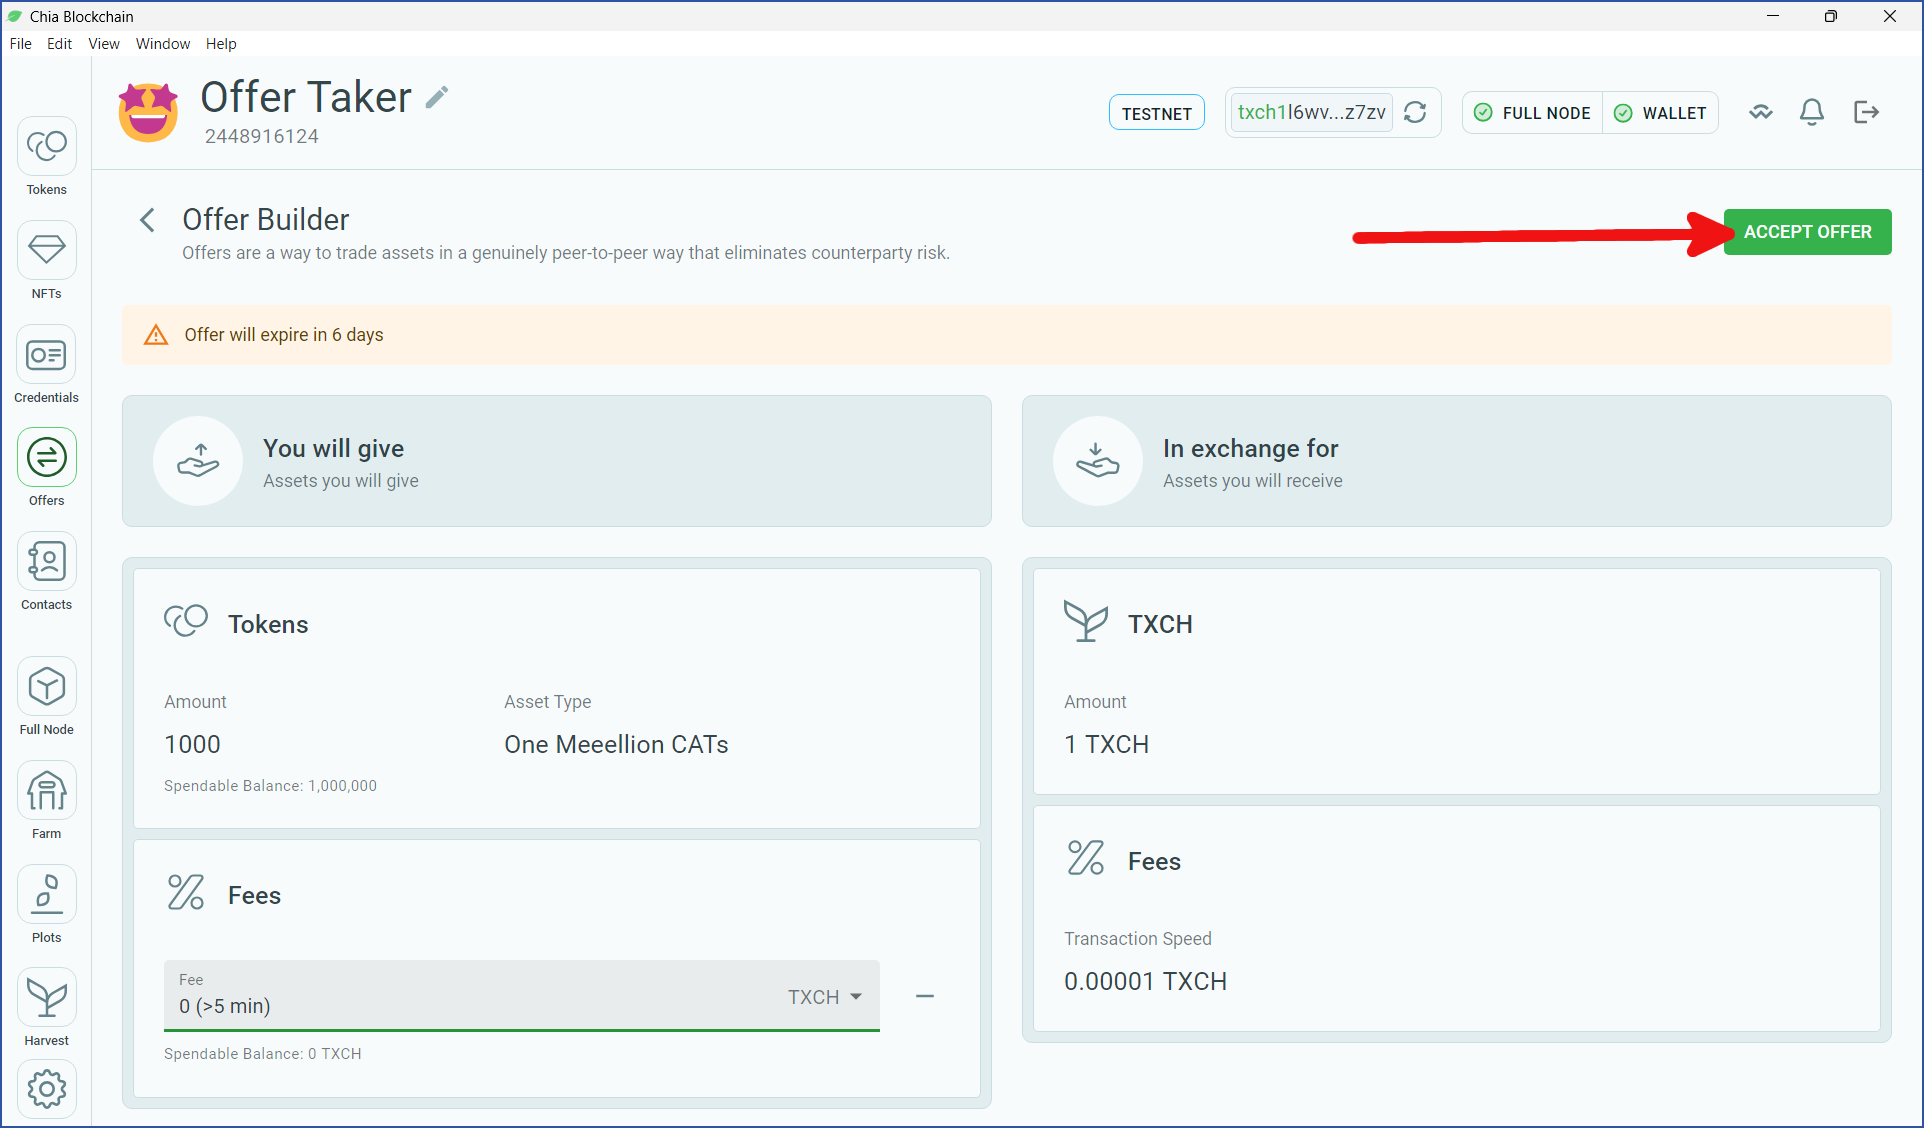 Chia Blockchain
File Edit View Window Help
Offer Taker
2448916124
TESTNET
txch1l6wv...z7zv
FULL NODE
WALLET
Tokens
NFTs
Credentials
Offers
Contacts
Full Node
Farm
Plots
Harvest
Offer Builder
Offers are a way to trade assets in a genuinely peer-to-peer way that eliminates counterparty risk.
ACCEPT OFFER
Offer will expire in 6 days
You will give
Assets you will give
In exchange for
Assets you will receive
Tokens
Amount
Asset Type
1000
One Meeellion CATs
Spendable Balance: 1,000,000
Fees
Fee
0 (>5 min)
TXCH
Spendable Balance: 0 TXCH
TXCH
Amount
1 TXCH
Fees
Transaction Speed
0.00001 TXCH